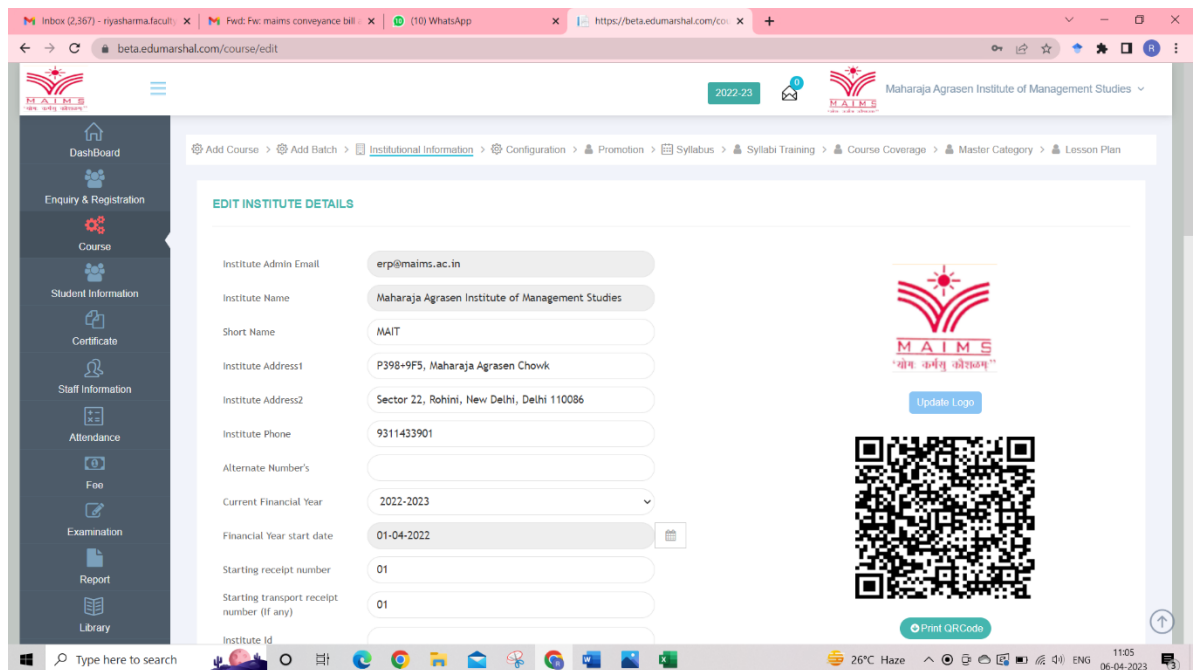 Inbox (2,367) - riyasharma.faculty
Fwd: Fw: maims conveyance bill
(10) WhatsApp
https://beta.edumarshal.com/cou
beta.edumarshal.com/course/edit
R
MAIMS
2022-23
0
MAIMS
Maharaja Agrasen Institute of Management Studies
DashBoard
Enquiry & Registration
Course
Student Information
Certificate
Staff Information
Attendance
Fee
Examination
Report
Library
Add Course > Add Batch > Institutional Information > Configuration > Promotion > Syllabus > Syllabi Training > Course Coverage > Master Category > Lesson Plan
EDIT INSTITUTE DETAILS
Institute Admin Email erp@maims.ac.in
Institute Name Maharaja Agrasen Institute of Management Studies
Short Name MAIT
Institute Address1 P398+9F5, Maharaja Agrasen Chowk
Institute Address2 Sector 22, Rohini, New Delhi, Delhi 110086
Institute Phone 9311433901
Alternate Number's
Current Financial Year 2022-2023
Financial Year start date 01-04-2022
Starting receipt number 01
Starting transport receipt
number (If any) 01
Institute Id
MAIMS
"योगः कर्मसु कौशलम्"
Update Logo
Print QRCode
Type here to search
26°C Haze
ENG
11:05
06-04-2023
3